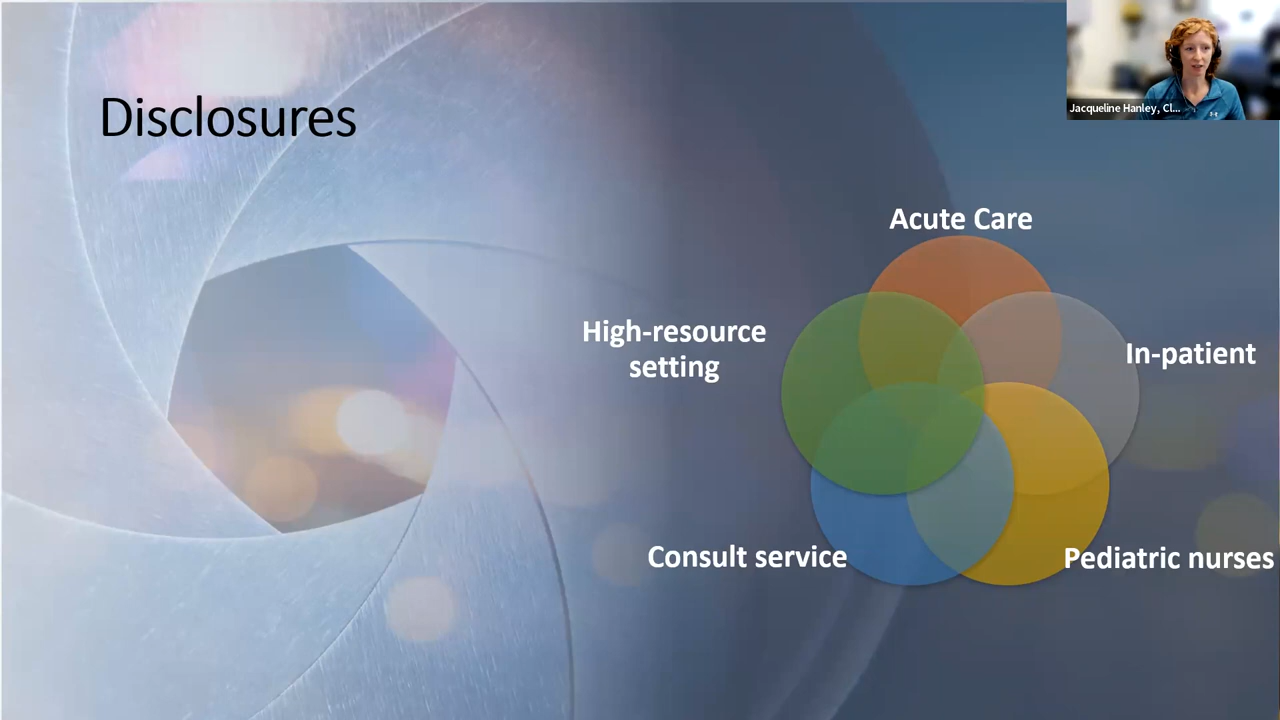 Disclosures
Jacqueline Hanley, Cl...
Acute Care
High-resource
setting
In-patient
Consult service
Pediatric nurses